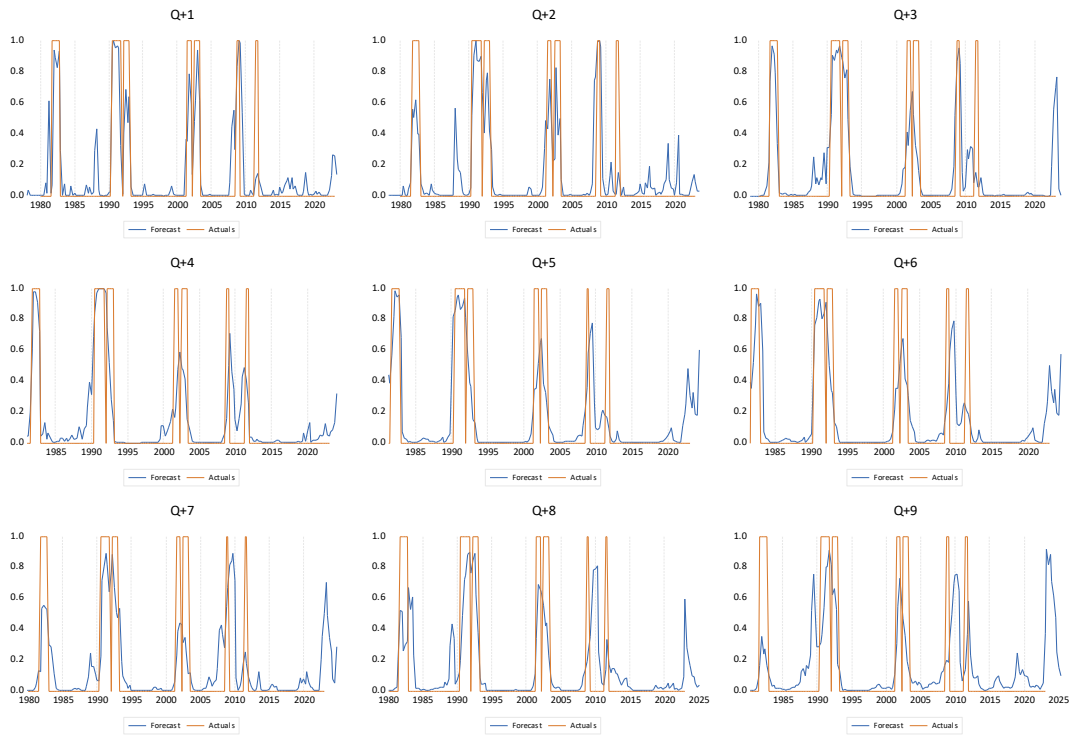 Q+1
Q+2
Q+3
1.0 0.8 0.6 0.4 0.2 0.0
1980 1985 1990 1995 2000 2005 2010 2015 2020
Forecast Actuals
1.0 0.8 0.6 0.4 0.2 0.0
1980 1985 1990 1995 2000 2005 2010 2015 2020
Forecast Actuals
1.0 0.8 0.6 0.4 0.2 0.0
1980 1985 1990 1995 2000 2005 2010 2015 2020
Forecast Actuals
Q+4
Q+5
Q+6
1.0 0.8 0.6 0.4 0.2 0.0
1985 1990 1995 2000 2005 2010 2015 2020
Forecast Actuals
1.0 0.8 0.6 0.4 0.2 0.0
1985 1990 1995 2000 2005 2010 2015 2020
Forecast Actuals
1.0 0.8 0.6 0.4 0.2 0.0
1985 1990 1995 2000 2005 2010 2015 2020
Forecast Actuals
Q+7
Q+8
Q+9
1.0 0.8 0.6 0.4 0.2 0.0
1980 1985 1990 1995 2000 2005 2010 2015 2020
Forecast Actuals
1.0 0.8 0.6 0.4 0.2 0.0
1980 1985 1990 1995 2000 2005 2010 2015 2020 2025
Forecast Actuals
1.0 0.8 0.6 0.4 0.2 0.0
1980 1985 1990 1995 2000 2005 2010 2015 2020 2025
Forecast Actuals